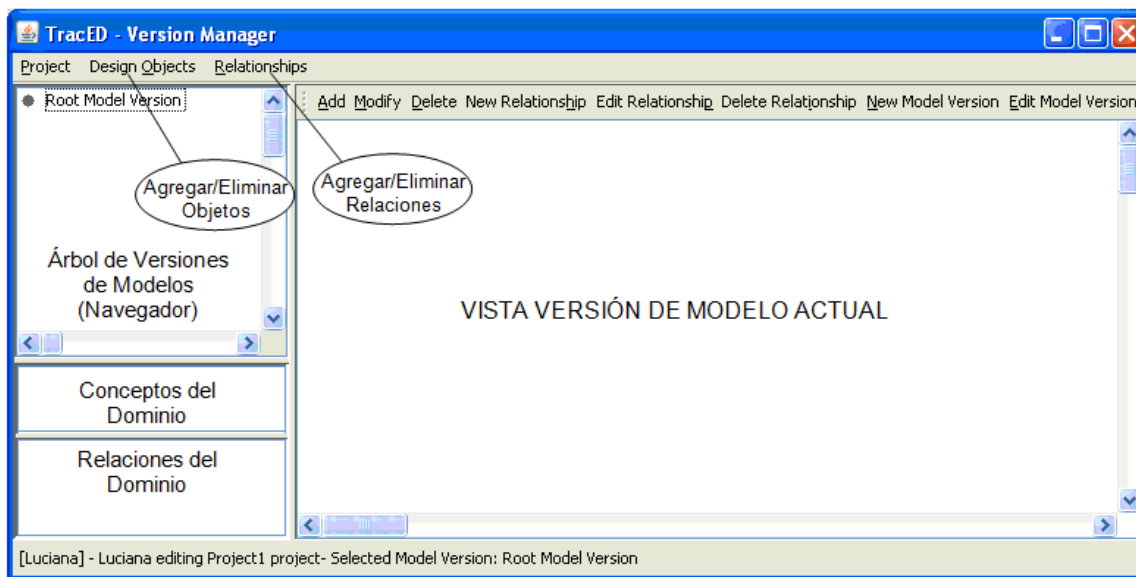 TracED - Version Manager
Project Design Objects Relationships
Root Model Version
Add Modify Delete New Relationship Edit Relationship Delete Relationship New Model Version Edit Model Version
Agregar/Eliminar
Objetos
Agregar/Eliminar
Relaciones
Árbol de Versiones
de Modelos
(Navegador)
VISTA VERSIÓN DE MODELO ACTUAL
Conceptos del
Dominio
Relaciones del
Dominio
[Luciana] - Luciana editing Project1 project- Selected Model Version: Root Model Version